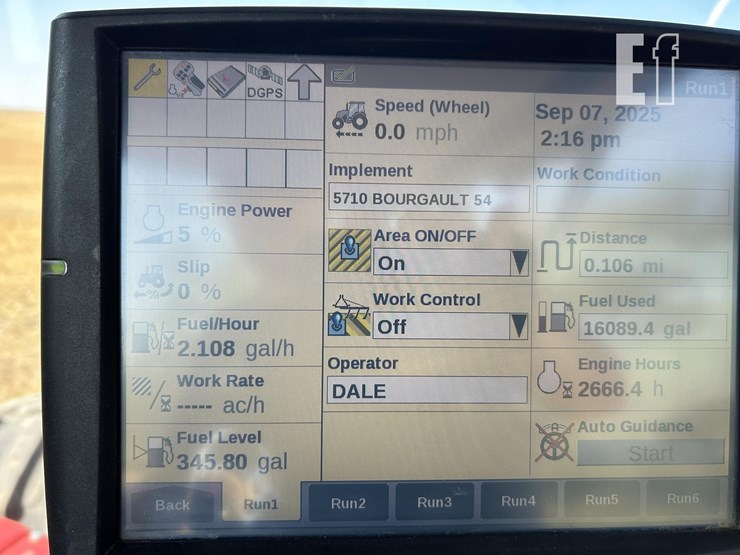 Ef
Run1
DGPS
Speed (Wheel)
0.0 mph
Sep 07, 2025
2:16 pm
Implement
5710 BOURGAULT 54
Work Condition
Engine Power
5 %
Area ON/OFF
On
Distance
0.106 mi
Slip
0 %
Work Control
Off
Fuel Used
16089.4 gal
Fuel/Hour
2.108 gal/h
Operator
DALE
Engine Hours
2666.4 h
Work Rate
----- ac/h
Auto Guidance
Start
Fuel Level
345.80 gal
Back
Run1
Run2
Run3
Run4
Run5
Run6